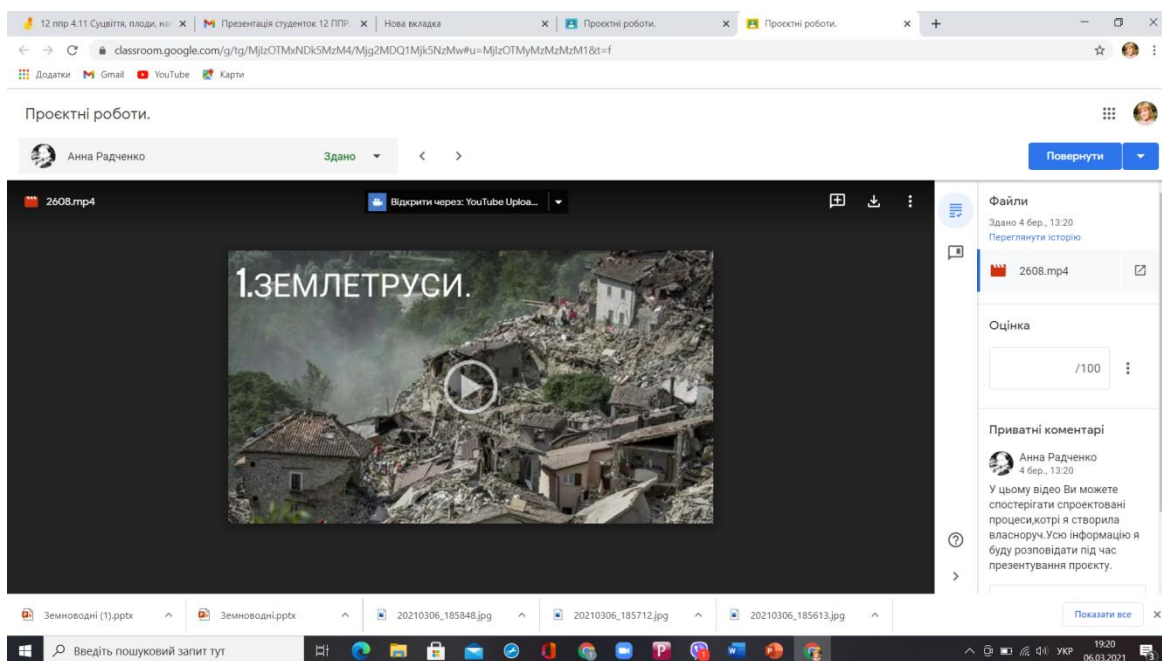 12 ппр 4.11 Суцвіття, плоди, на
Презентація студенток 12 ППР.
Нова вкладка
Проєктні роботи.
Проєктні роботи.
classroom.google.com/g/tg/MjIzOTMxNDk5MzM4/Mjg2MDQ1Mjk5NzMw#u=MjIzOTMyMzMzMzM1&t=f
Додатки Gmail YouTube Карти
Проєктні роботи.
Анна Радченко Здано
Повернути
2608.mp4
Відкрити через: YouTube Uploa...
1.ЗЕМЛЕТРУСИ.
Файли
Здано 4 бер., 13:20
Переглянути історію
2608.mp4
Оцінка
/100
Приватні коментарі
Анна Радченко
4 бер., 13:20
У цьому відео Ви можете
спостерігати спроектовані
процеси,котрі я створила
власноруч.Усю інформацію я
буду розповідати під час
презентування проєкту.
Земноводні (1).pptx
Земноводні.pptx
20210306_185848.jpg
20210306_185712.jpg
20210306_185613.jpg
Показати все
Введіть пошуковий запит тут
УКР
19:20
06.03.2021